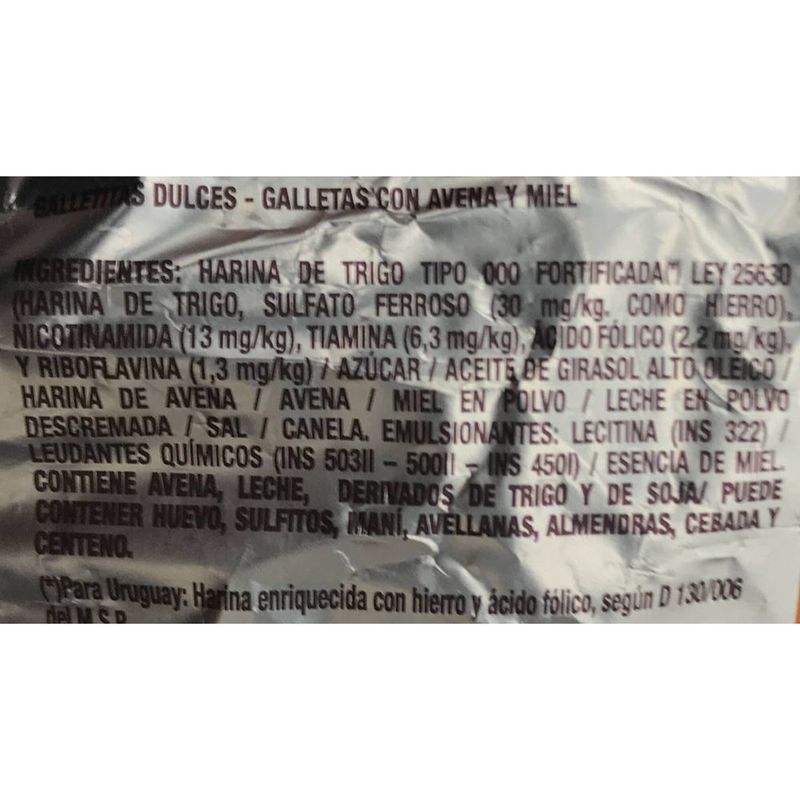 GALLETITAS DULCES - GALLETAS CON AVENA Y MIEL
INGREDIENTES: HARINA DE TRIGO TIPO 000 FORTIFICADA(*) LEY 25630
(HARINA DE TRIGO, SULFATO FERROSO (30 mg/kg. COMO HIERRO),
NICOTINAMIDA (13 mg/kg), TIAMINA (6,3 mg/kg), ÁCIDO FÓLICO (2,2 mg/kg),
Y RIBOFLAVINA (1,3 mg/kg) / AZÚCAR / ACEITE DE GIRASOL ALTO OLEICO /
HARINA DE AVENA / AVENA / MIEL EN POLVO / LECHE EN POLVO
DESCREMADA / SAL / CANELA. EMULSIONANTES: LECITINA (INS 322) /
LEUDANTES QUÍMICOS (INS 503II - 500II - INS 450I) / ESENCIA DE MIEL.
CONTIENE AVENA, LECHE, DERIVADOS DE TRIGO Y DE SOJA/ PUEDE
CONTENER HUEVO, SULFITOS, MANÍ, AVELLANAS, ALMENDRAS, CEBADA Y
CENTENO.
(*)Para Uruguay: Harina enriquecida con hierro y ácido fólico, según D 130/006
del M.S.P.